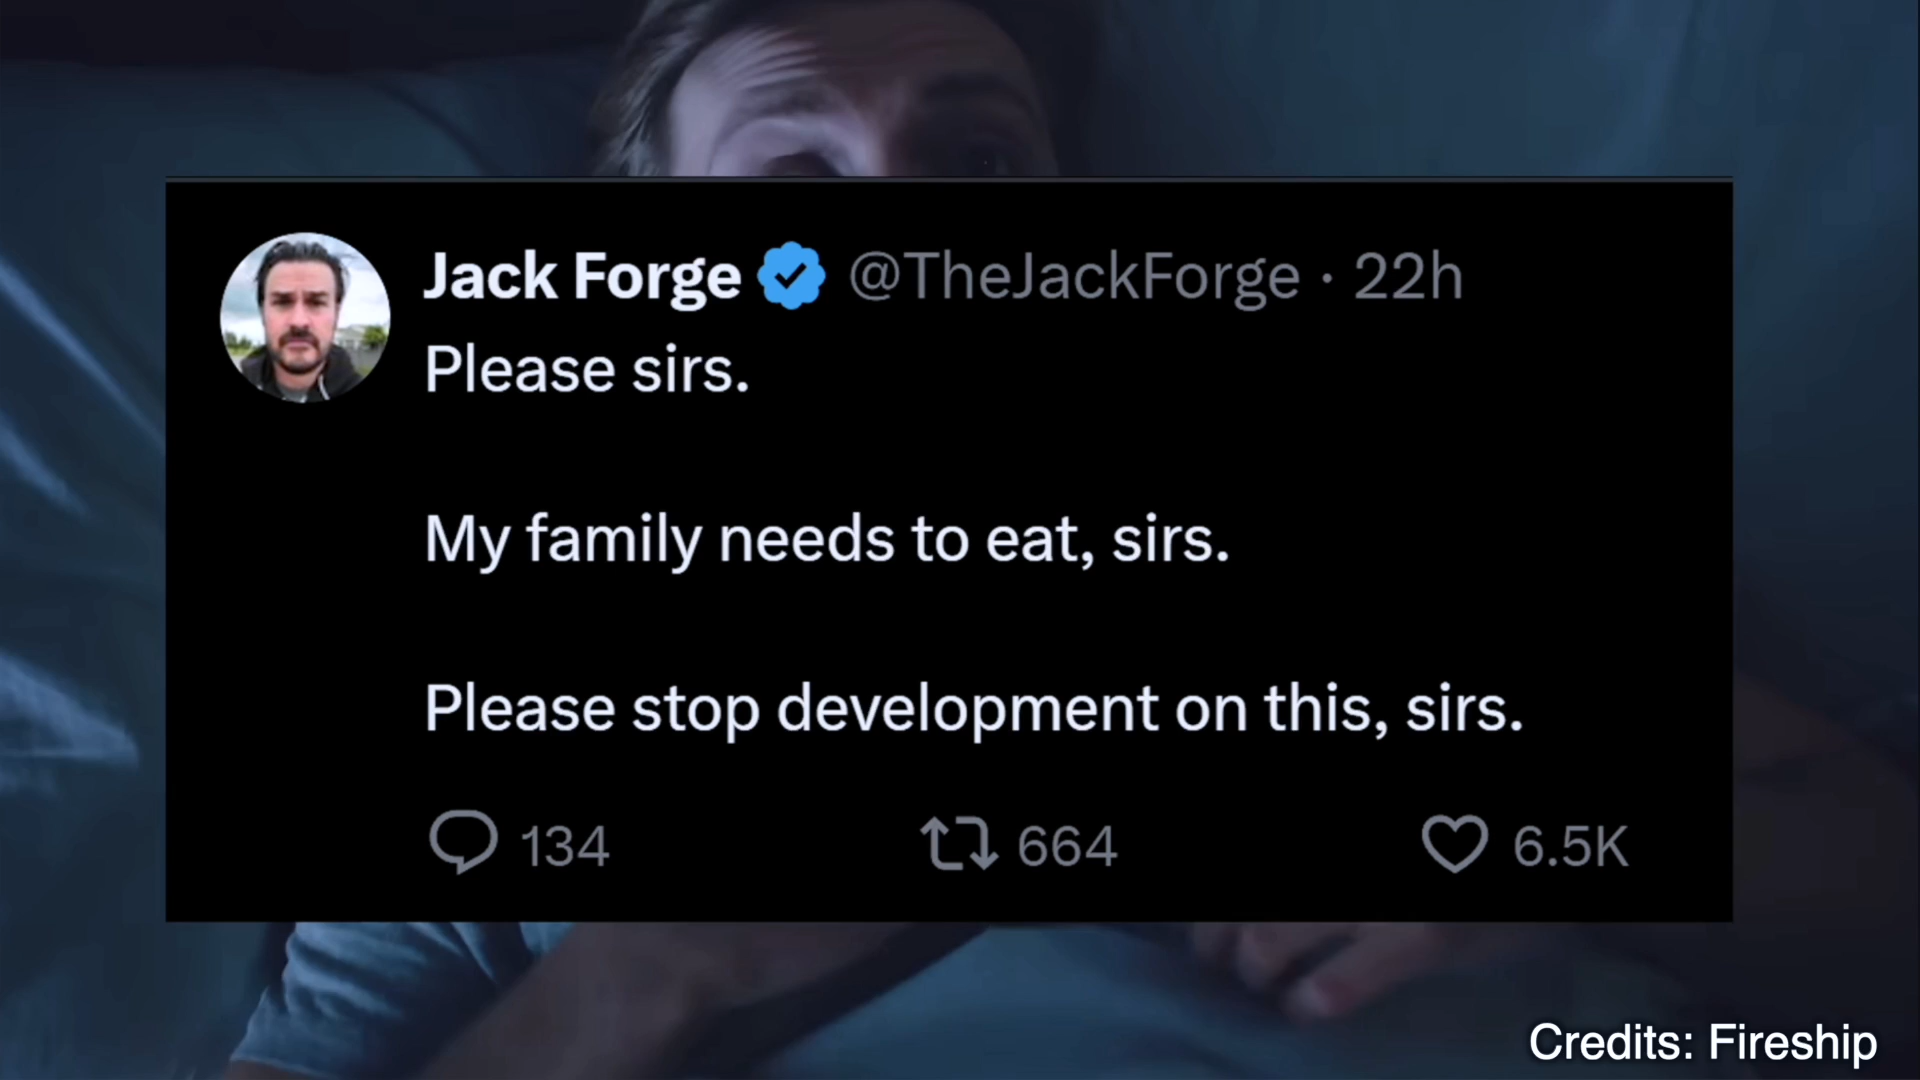 Jack Forge @TheJackForge · 22h
Please sirs.
My family needs to eat, sirs.
Please stop development on this, sirs.
134 664 6.5K
Credits: Fireship